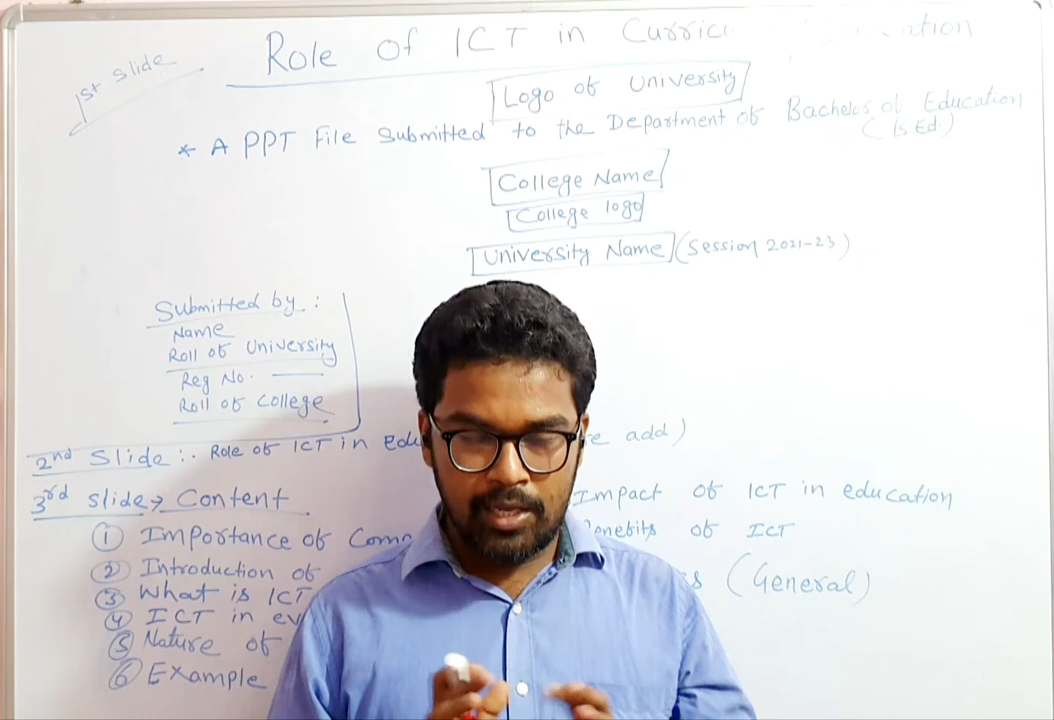 1st Slide
Role of ICT in Curric
Logo of University
* A PPT File Submitted to the Department of Bachelor of Education
(B Ed.)
College Name
College logo
University Name (Session 2021-23)
Submitted by :
Name
Roll of University
Reg No.
Roll of College
2nd Slide :- Role of ICT in edu add)
3rd slide → Content
① Importance of Comp
② Introduction of
③ What is ICT
④ ICT in ev
⑤ Nature of
⑥ Example
Impact of ICT in education
Benefits of ICT
(General)